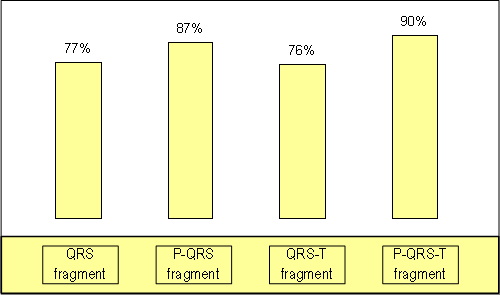 77%
87%
76%
90%
QRS
fragment
P-QRS
fragment
QRS-T
fragment
P-QRS-T
fragment